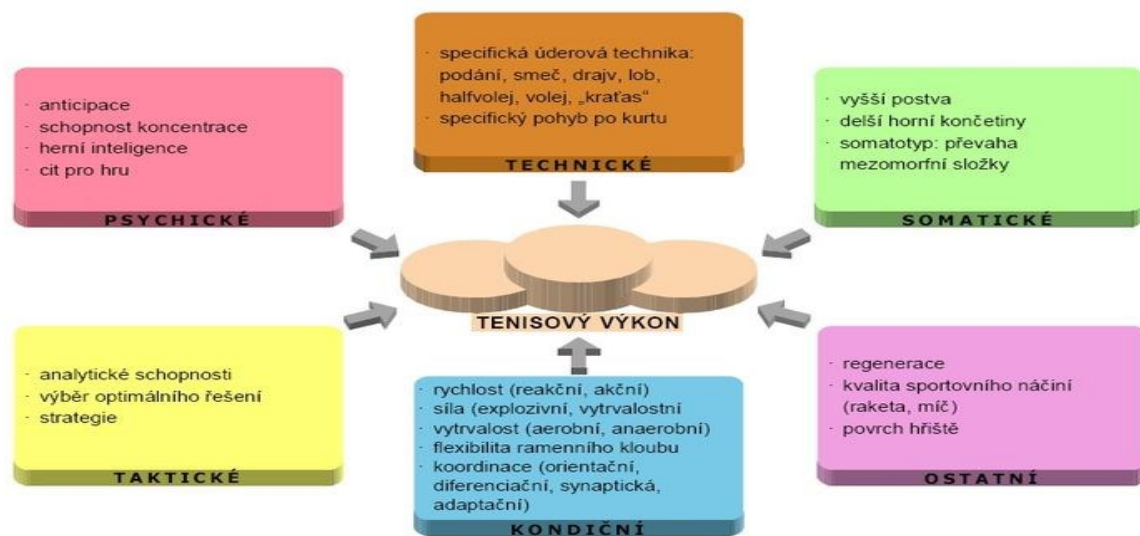 · anticipace
· schopnost koncentrace
· herní inteligence
· cit pro hru
PSYCHICKÉ
· specifická úderová technika:
podání, smeč, drajv, lob,
halfvolej, volej, „kraťas“
· specifický pohyb po kurtu
TECHNICKÉ
· vyšší postva
· delší horní končetiny
· somatotyp: převaha
mezomorfní složky
SOMATICKÉ
TENISOVÝ VÝKON
· analytické schopnosti
· výběr optimálního řešení
· strategie
TAKTICKÉ
· rychlost (reakční, akční)
· síla (explozivní, vytrvalostní
· vytrvalost (aerobní, anaerobní)
· flexibilita ramenního kloubu
· koordinace (orientační,
diferenciační, synaptická,
adaptační)
KONDIČNÍ
· regenerace
· kvalita sportovního náčiní
(raketa, míč)
· povrch hřiště
OSTATNÍ